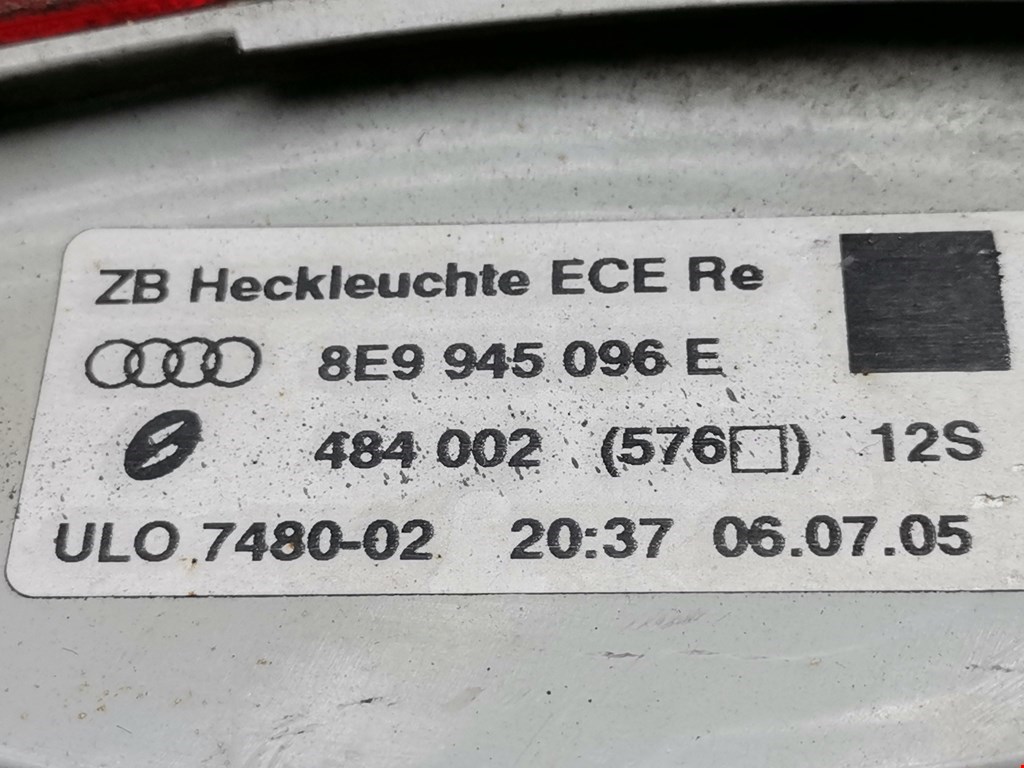 ZB Heckleuchte ECE Re
8E9 945 096 E
484 002 (576□) 12S
ULO 7480-02 20:37 06.07.05